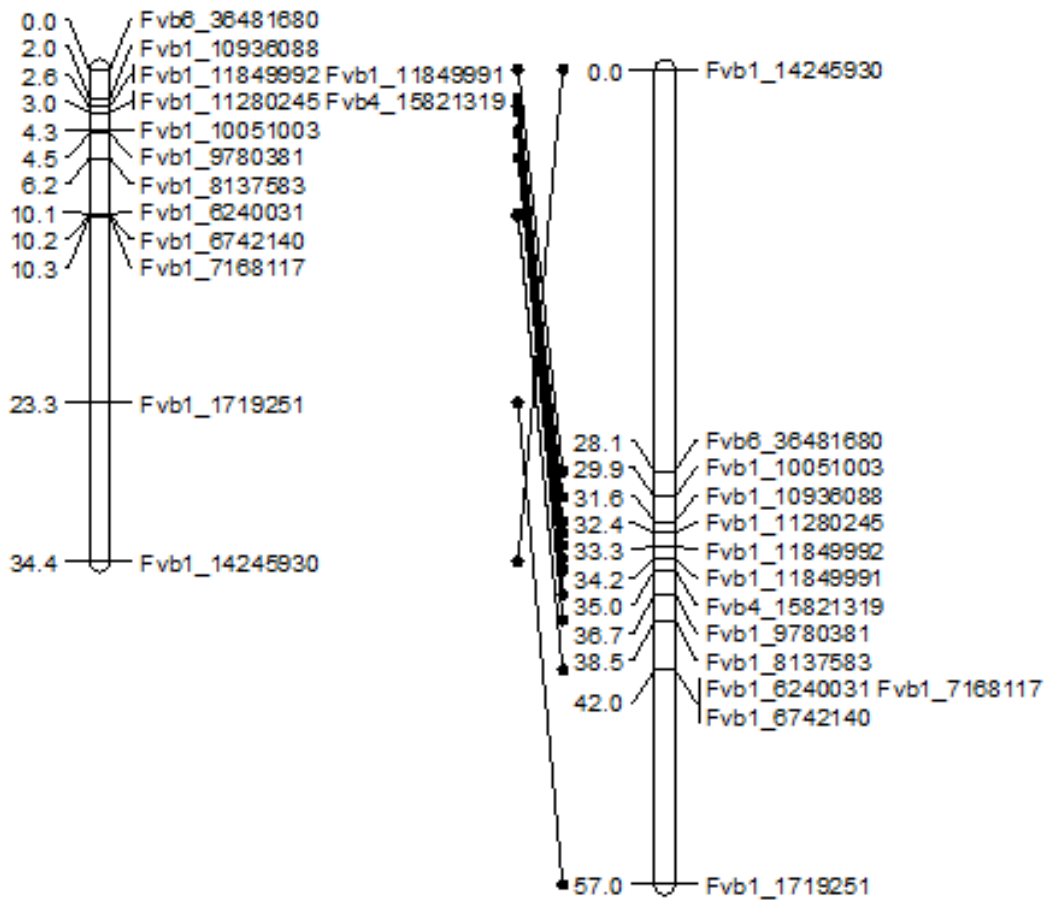 0.0 Fvb6_36481680
2.0 Fvb1_10936088
2.6 Fvb1_11849992 Fvb1_11849991
3.0 Fvb1_11280245 Fvb4_15821319
4.3 Fvb1_10051003
4.5 Fvb1_9780381
6.2 Fvb1_8137583
10.1 Fvb1_6240031
10.2 Fvb1_6742140
10.3 Fvb1_7168117
23.3 Fvb1_1719251
34.4 Fvb1_14245930
0.0 Fvb1_14245930
28.1 Fvb6_36481680
29.9 Fvb1_10051003
31.6 Fvb1_10936088
32.4 Fvb1_11280245
33.3 Fvb1_11849992
34.2 Fvb1_11849991
35.0 Fvb4_15821319
36.7 Fvb1_9780381
38.5 Fvb1_8137583
42.0 Fvb1_6240031 Fvb1_7168117
Fvb1_6742140
57.0 Fvb1_1719251